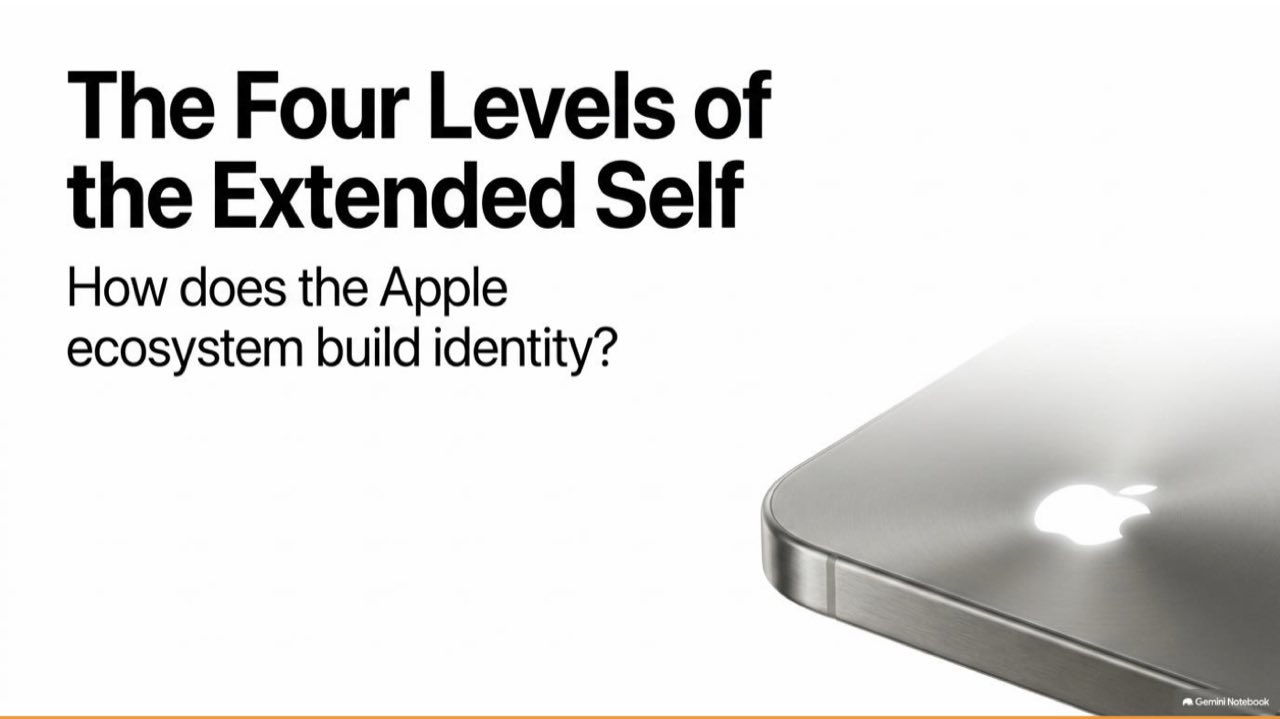 The Four Levels of
the Extended Self
How does the Apple
ecosystem build identity?
Gemini Notebook